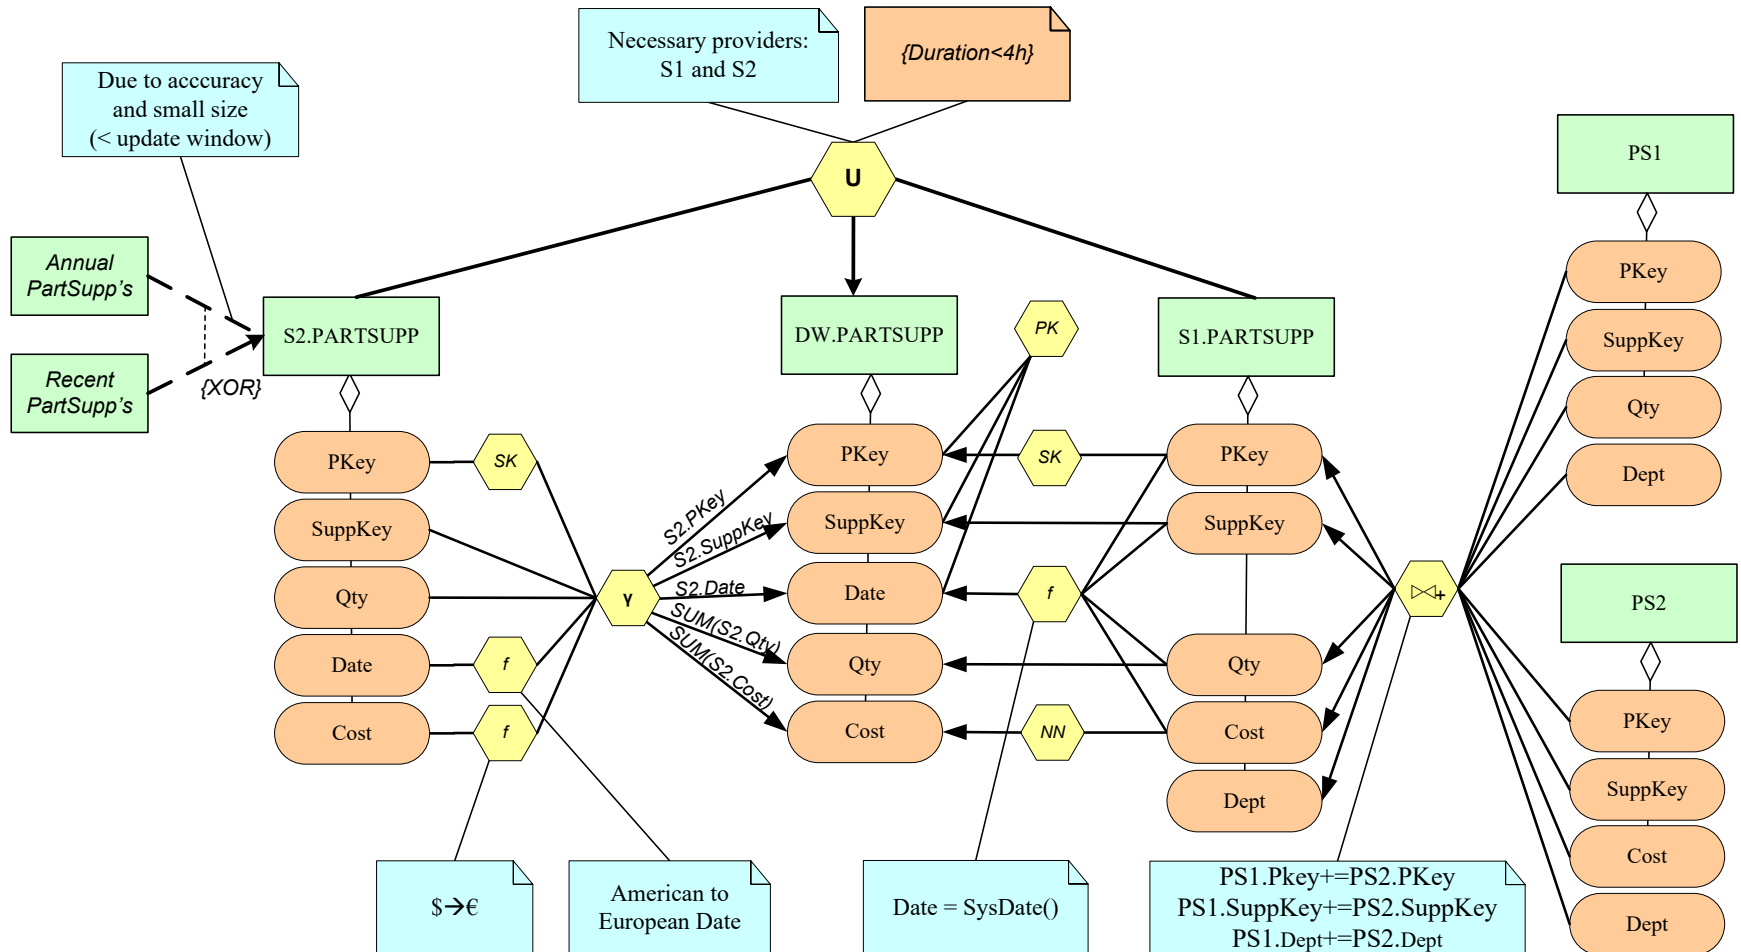 Necessary providers:
S1 and S2
{Duration<4h}
Due to acccuracy
and small size
(< update window)
U
PS1
PKey
SuppKey
Qty
Dept
Annual
PartSupp's
Recent
PartSupp's
{XOR}
S2.PARTSUPP
DW.PARTSUPP
PK
S1.PARTSUPP
PKey
SuppKey
Qty
Date
Cost
SK
f
f
γ
S2.PKey
S2.SuppKey
S2.Date
SUM(S2.Qty)
SUM(S2.Cost)
PKey
SuppKey
Date
Qty
Cost
SK
f
NN
PKey
SuppKey
Qty
Cost
Dept
⋈+
PS2
PKey
SuppKey
Cost
Dept
$→€
American to
European Date
Date = SysDate()
PS1.Pkey+=PS2.PKey
PS1.SuppKey+=PS2.SuppKey
PS1.Dept+=PS2.Dept